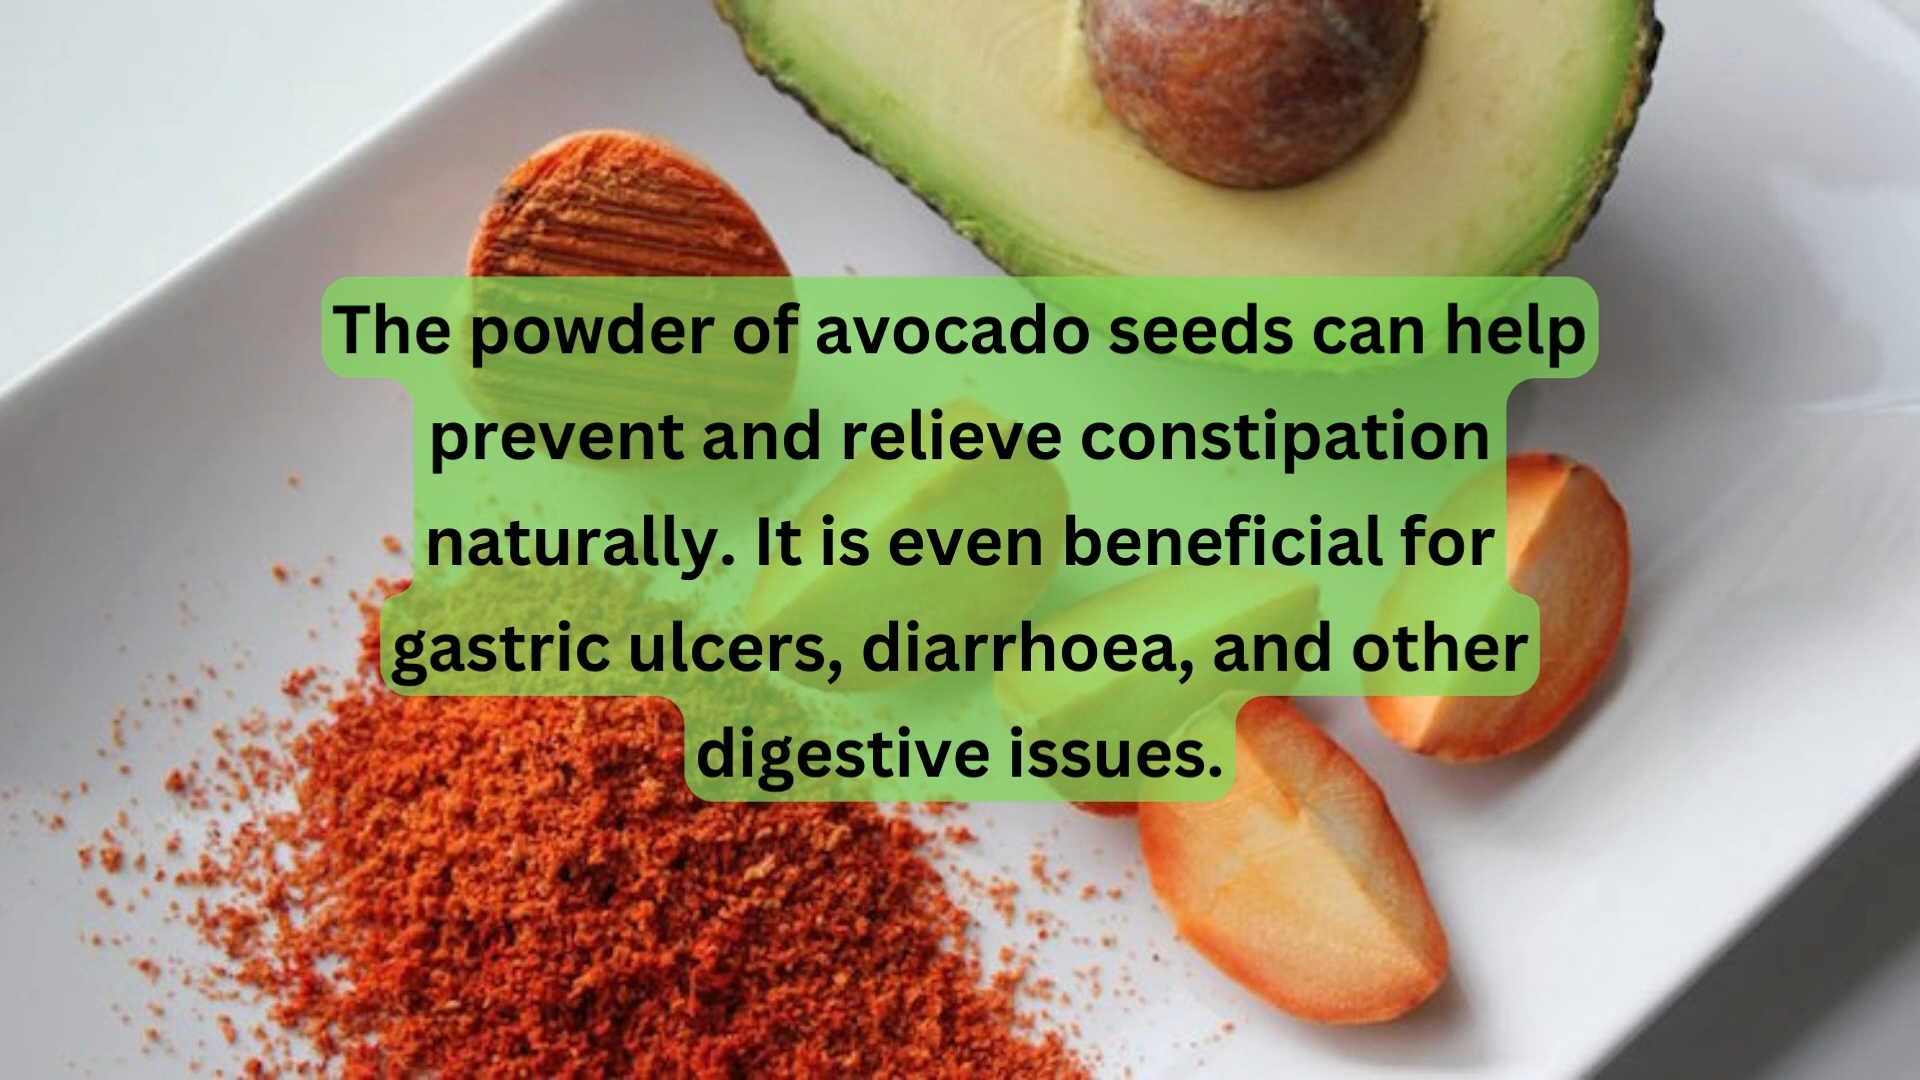 The powder of avocado seeds can help
prevent and relieve constipation
naturally. It is even beneficial for
gastric ulcers, diarrhoea, and other
digestive issues.